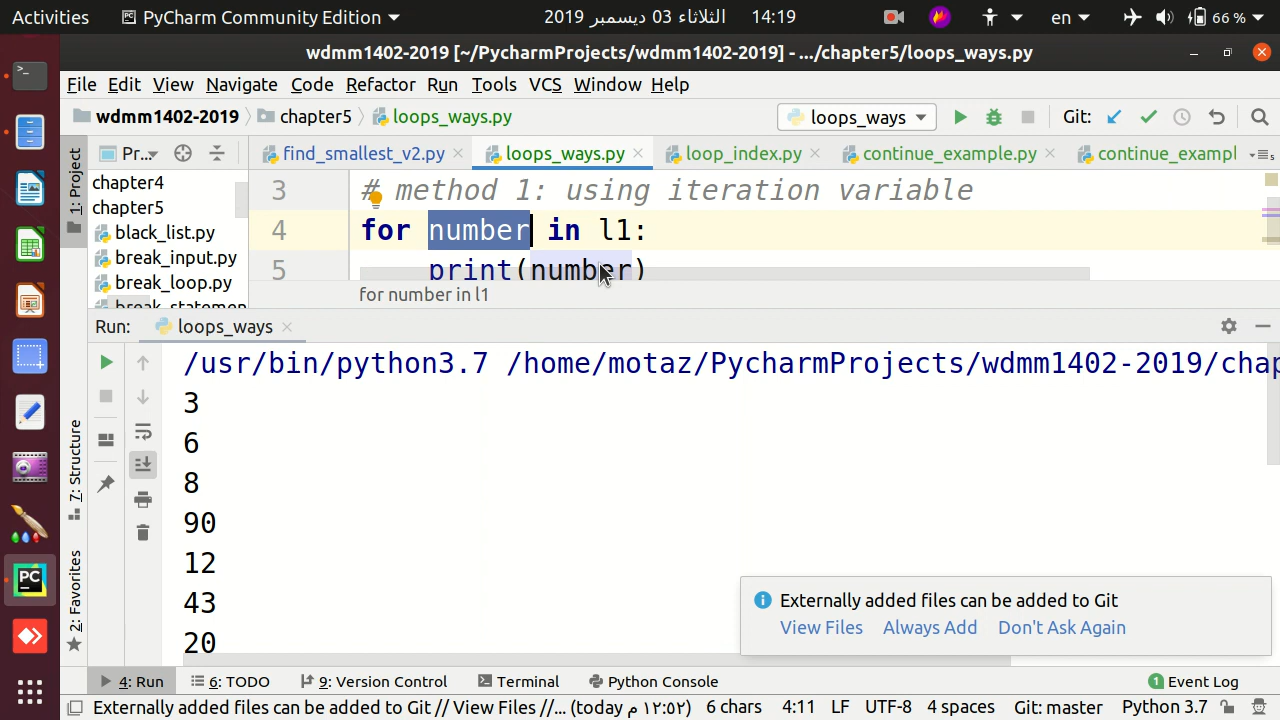 Activities PyCharm Community Edition الثلاثاء 03 ديسمبر 2019 14:19 en 66 %
wdmm1402-2019 [~/PycharmProjects/wdmm1402-2019] - .../chapter5/loops_ways.py
File Edit View Navigate Code Refactor Run Tools VCS Window Help
wdmm1402-2019 chapter5 loops_ways.py loops_ways Git:
1: Project Pr... find_smallest_v2.py loops_ways.py loop_index.py continue_example.py continue_exampl
chapter4
chapter5
black_list.py
break_input.py
break_loop.py
break_statemen
3 # method 1: using iteration variable
4 for number in l1:
5 print(number)
for number in l1
Run: loops_ways
/usr/bin/python3.7 /home/motaz/PycharmProjects/wdmm1402-2019/chap
3
6
8
90
12
43
20
7: Structure
2: Favorites
Externally added files can be added to Git
View Files Always Add Don't Ask Again
4: Run 6: TODO 9: Version Control Terminal Python Console 1 Event Log
Externally added files can be added to Git // View Files //... (today م ١٢:٥٢) 6 chars 4:11 LF UTF-8 4 spaces Git: master Python 3.7